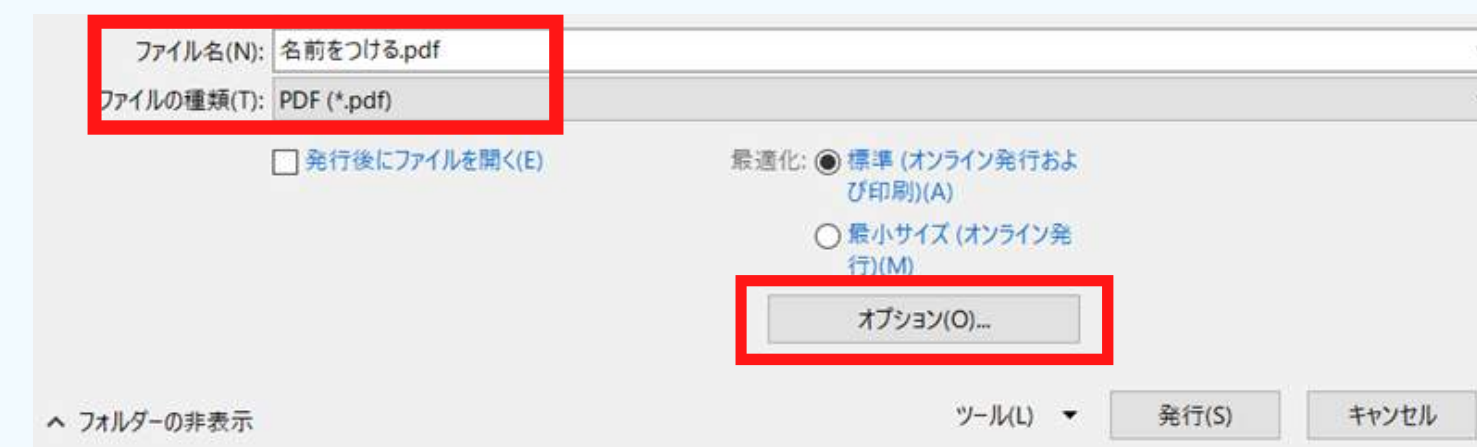 ファイル名(N): 名前をつける.pdf
ファイルの種類(T): PDF (*.pdf)
発行後にファイルを開く(E)
最適化: 標準 (オンライン発行およ
び印刷)(A)
最小サイズ (オンライン発
行)(M)
オプション(O)...
フォルダーの非表示 ツール(L) 発行(S) キャンセル